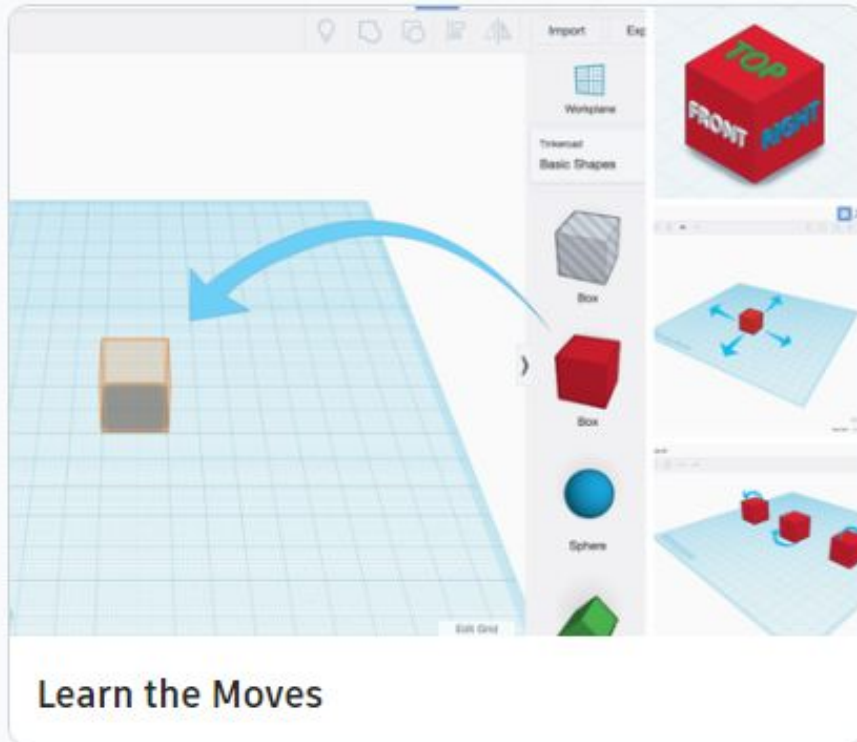 Import
Exp
Workplane
Tinkercad
Basic Shapes
Box
Box
Sphere
Edit Grid
TOP
FRONT
RIGHT
Learn the Moves